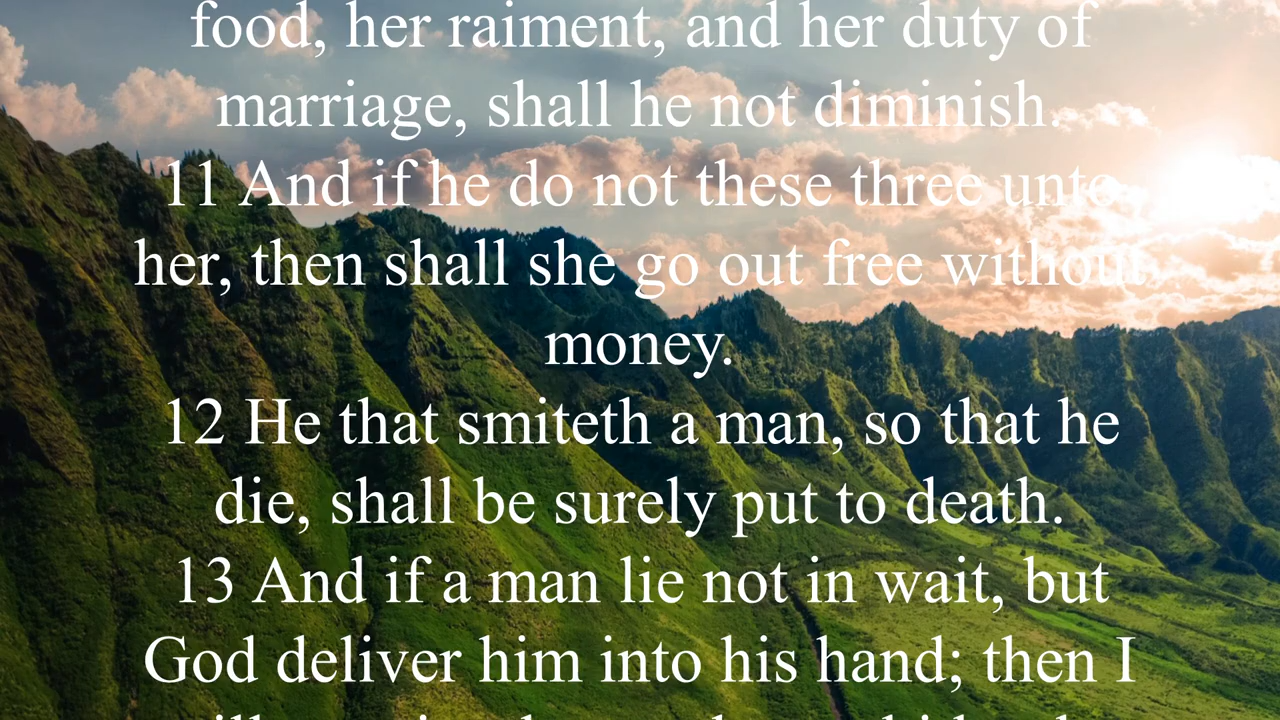 food, her raiment, and her duty of
marriage, shall he not diminish.
11 And if he do not these three unto
her, then shall she go out free without
money.
12 He that smiteth a man, so that he
die, shall be surely put to death.
13 And if a man lie not in wait, but
God deliver him into his hand; then I